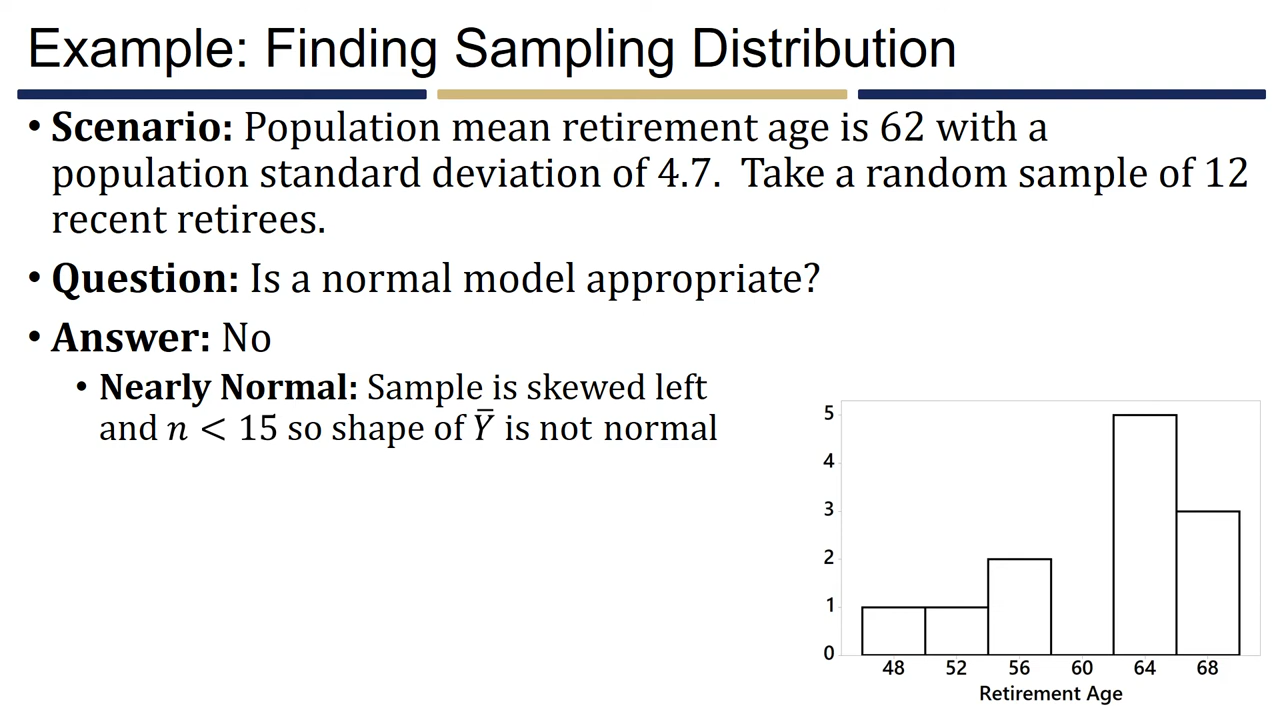 Example: Finding Sampling Distribution
• Scenario: Population mean retirement age is 62 with a
population standard deviation of 4.7.  Take a random sample of 12
recent retirees.
• Question: Is a normal model appropriate?
• Answer: No
• Nearly Normal: Sample is skewed left
and n < 15 so shape of Ȳ is not normal
5
4
3
2
1
0
48 52 56 60 64 68
Retirement Age